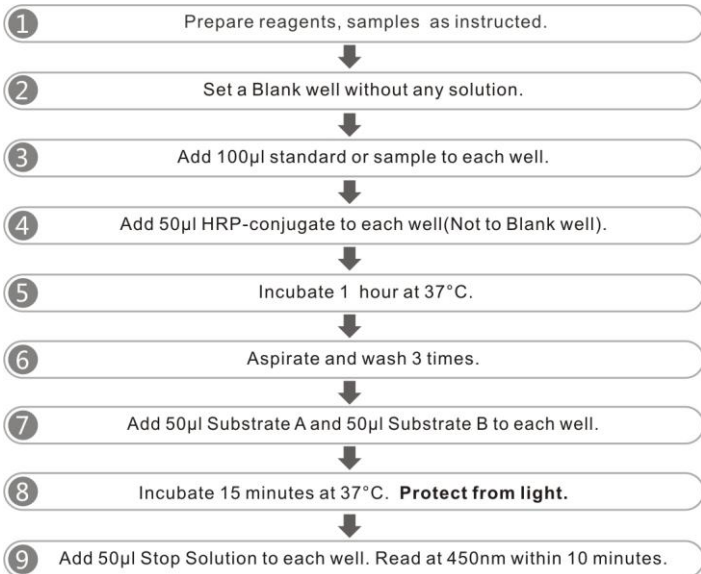 1 Prepare reagents, samples as instructed.
2 Set a Blank well without any solution.
3 Add 100μl standard or sample to each well.
4 Add 50μl HRP-conjugate to each well(Not to Blank well).
5 Incubate 1 hour at 37°C.
6 Aspirate and wash 3 times.
7 Add 50μl Substrate A and 50μl Substrate B to each well.
8 Incubate 15 minutes at 37°C. Protect from light.
9 Add 50μl Stop Solution to each well. Read at 450nm within 10 minutes.